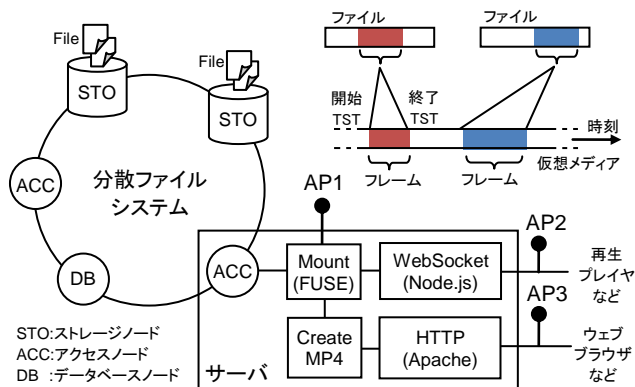 File
STO
File
STO
ACC
分散ファイル
システム
DB
ACC
STO:ストレージノード
ACC:アクセスノード
DB :データベースノード
ファイル
ファイル
開始
TST
終了
TST
時刻
仮想メディア
フレーム
フレーム
AP1
Mount
(FUSE)
WebSocket
(Node.js)
AP2
再生
プレイヤ
など
Create
MP4
HTTP
(Apache)
AP3
ウェブ
ブラウザ
など
サーバ